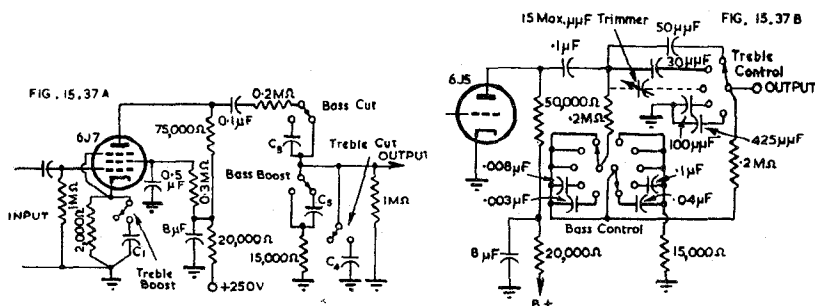 FIG. 15.37A
6J7
INPUT
1MΩ
2,000Ω
C₁
Treble
Boost
0.5
μF
0.3MΩ
8μF
20,000Ω
+250V
75,000Ω
0.1μF
0.2MΩ
Bass Cut
C₅
Treble Cut
OUTPUT
Bass Boost
C₃
15,000Ω
C₄
1MΩ
15 Max.μμF Trimmer
FIG. 15.37B
50μμF
.1μF
30μμF
Treble
Control
OUTPUT
6J5
50,000Ω
.2MΩ
100μμF
425μμF
.2MΩ
.008μF
.003μF
.1μF
.04μF
Bass Control
8μF
20,000Ω
15,000Ω
B+